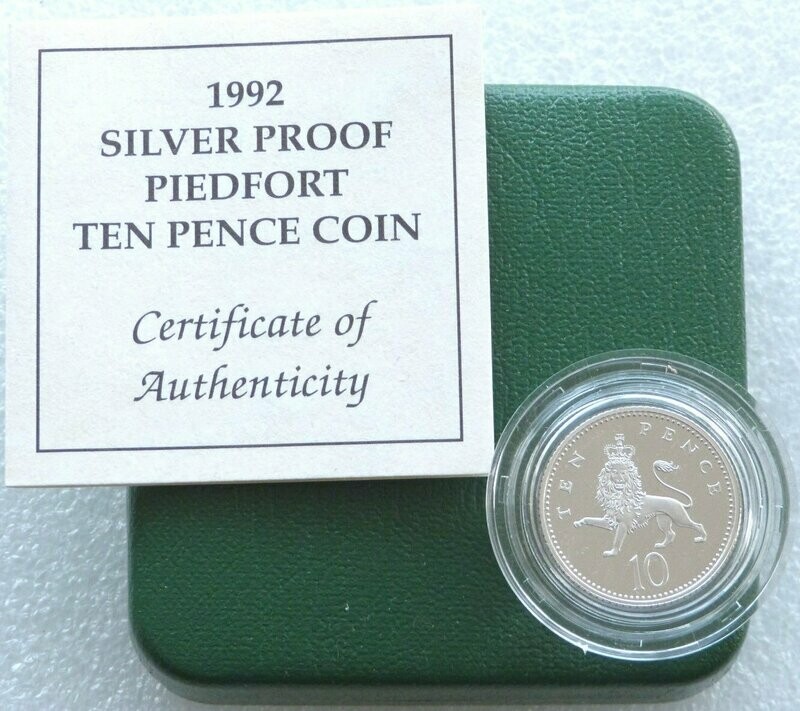 1992
SILVER PROOF
PIEDFORT
TEN PENCE COIN
Certificate of
Authenticity
TEN PENCE
10